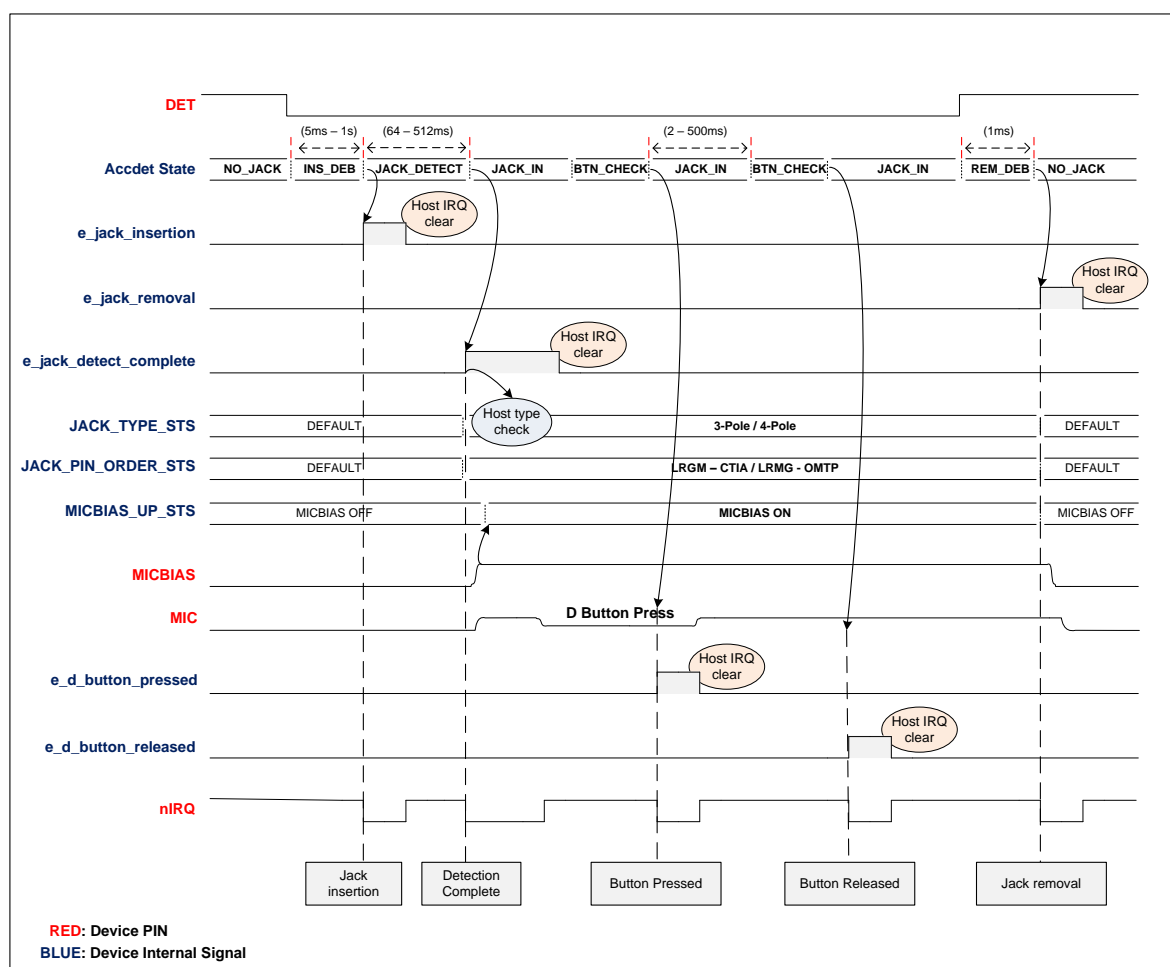 DET
(5ms – 1s)
(64 – 512ms)
(2 – 500ms)
(1ms)
Accdet State
NO_JACK
INS_DEB
JACK_DETECT
JACK_IN
BTN_CHECK
JACK_IN
BTN_CHECK
JACK_IN
REM_DEB
NO_JACK
e_jack_insertion
Host IRQ
clear
e_jack_removal
Host IRQ
clear
e_jack_detect_complete
Host IRQ
clear
Host type
check
JACK_TYPE_STS
DEFAULT
3-Pole / 4-Pole
DEFAULT
JACK_PIN_ORDER_STS
DEFAULT
LRGM – CTIA / LRMG - OMTP
DEFAULT
MICBIAS_UP_STS
MICBIAS OFF
MICBIAS ON
MICBIAS OFF
MICBIAS
MIC
D Button Press
e_d_button_pressed
Host IRQ
clear
e_d_button_released
Host IRQ
clear
nIRQ
Jack
insertion
Detection
Complete
Button Pressed
Button Released
Jack removal
RED: Device PIN
BLUE: Device Internal Signal